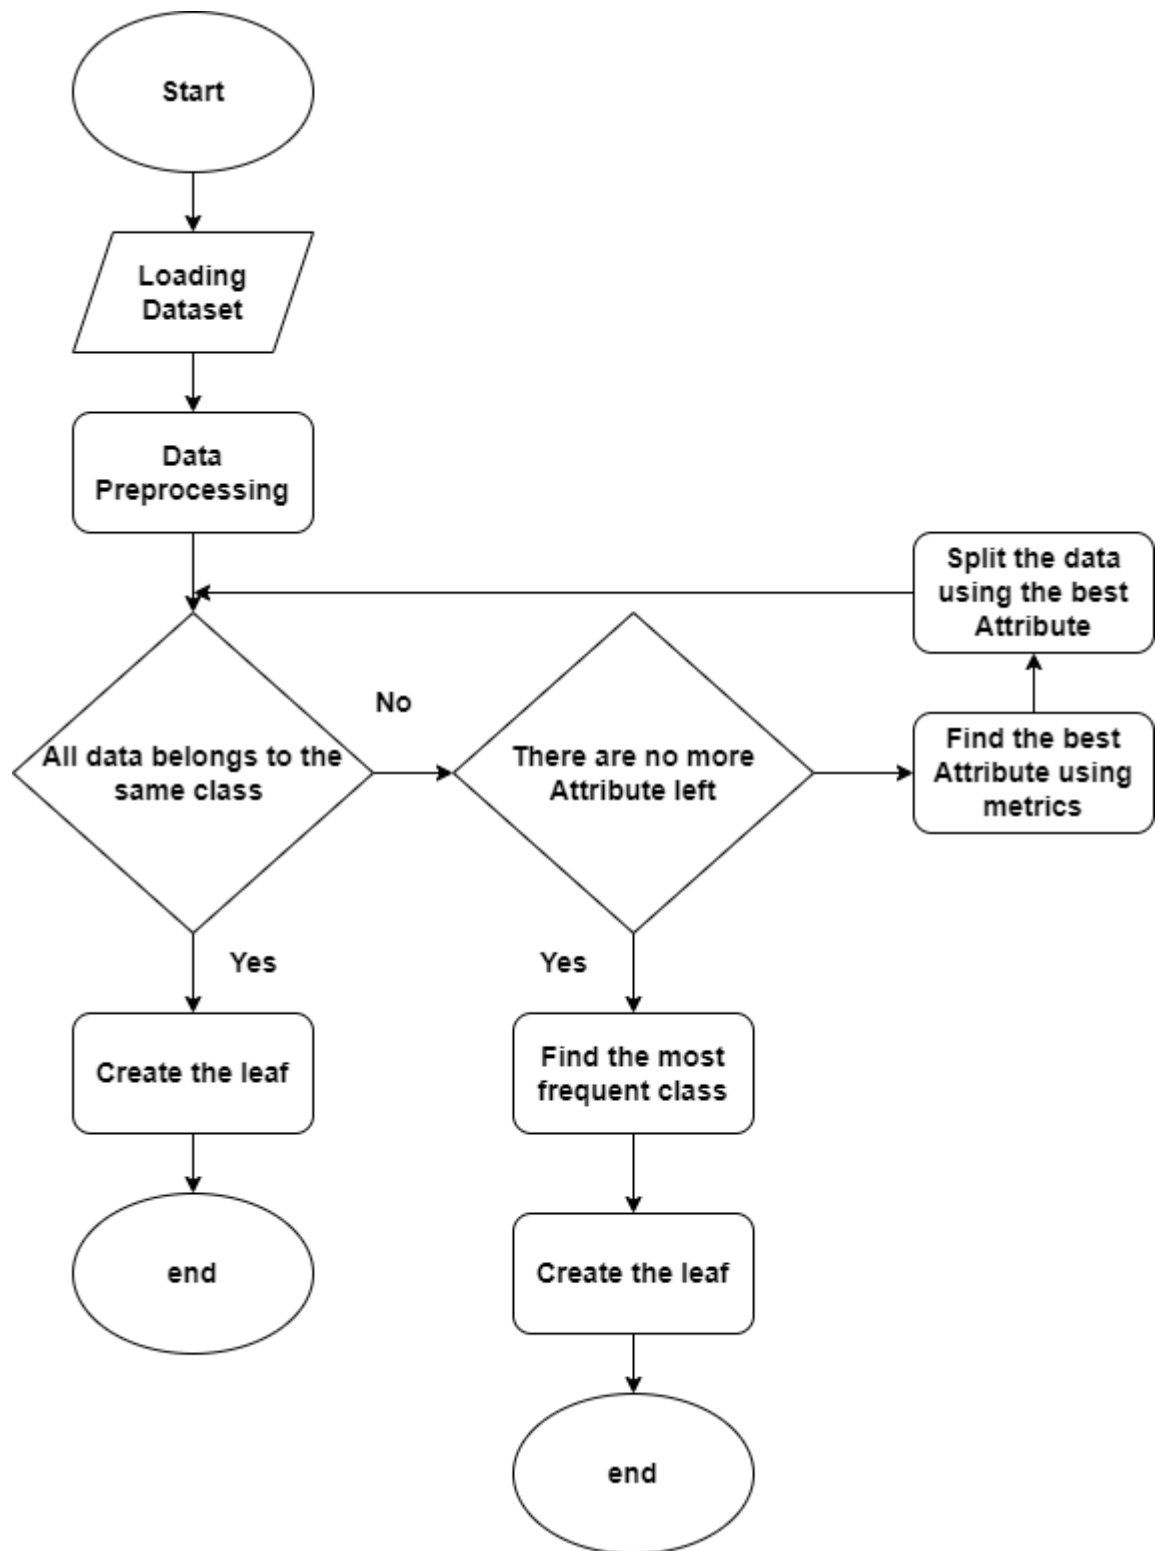 Start
Loading
Dataset
Data
Preprocessing
Split the data
using the best
Attribute
No
All data belongs to the
same class
There are no more
Attribute left
Find the best
Attribute using
metrics
Yes
Yes
Create the leaf
Find the most
frequent class
end
Create the leaf
end